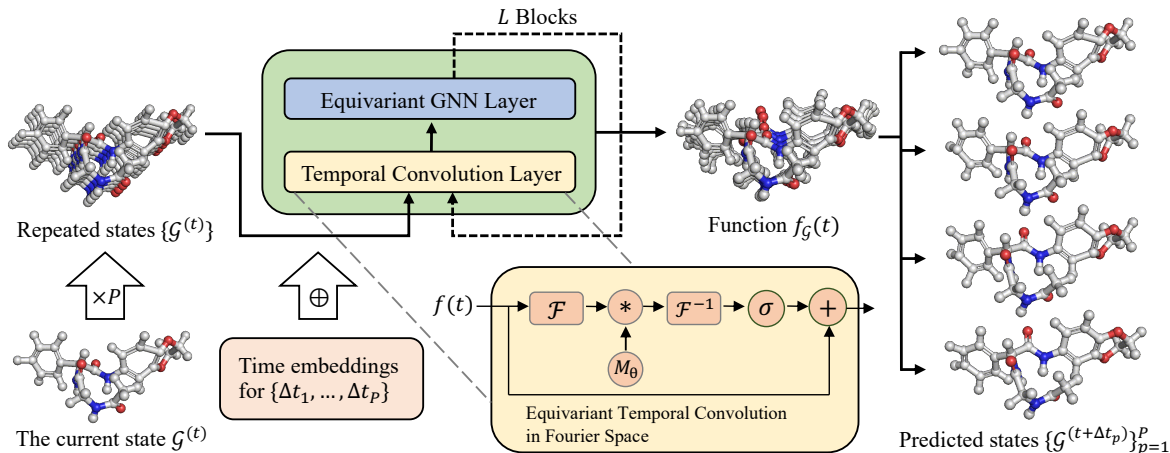 L Blocks
Equivariant GNN Layer
Temporal Convolution Layer
Repeated states {𝒢^(t)}
Function f_𝒢(t)
×P
⊕
f(t)
ℱ
*
ℱ^−1
σ
+
M_θ
Time embeddings
for {Δt_1, …, Δt_P}
Equivariant Temporal Convolution
in Fourier Space
The current state 𝒢^(t)
Predicted states {𝒢^(t+Δt_p)}_{p=1}^P